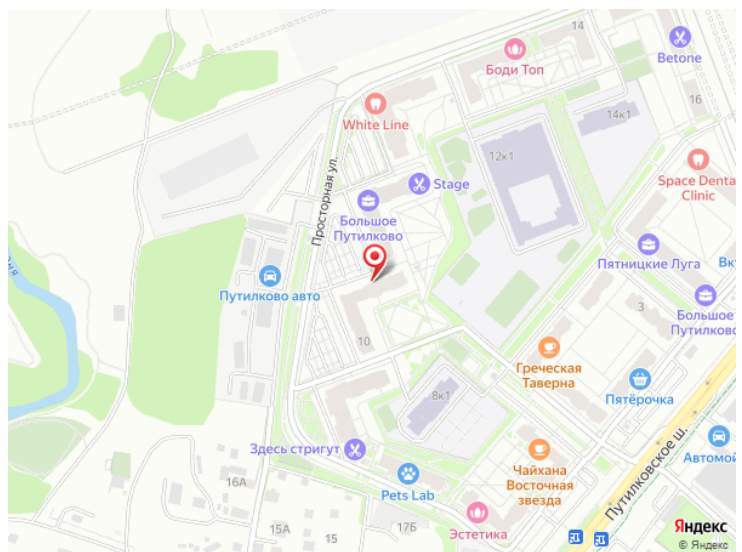 14
Боди Топ
Betone
White Line
16
14к1
12к1
Space Denta
Clinic
Просторная ул.
Stage
Большое
Путилково
Пятницкие Луга
Вку
Путилково авто
Большое
Путилково
3
10
Греческая
Таверна
Пятёрочка
8к1
Путилковское ш.
Здесь стригут
Автомой
16А
Pets Lab
Чайхана
Восточная
звезда
Эстетика
15А
15
17Б
Яндекс
© Яндекс